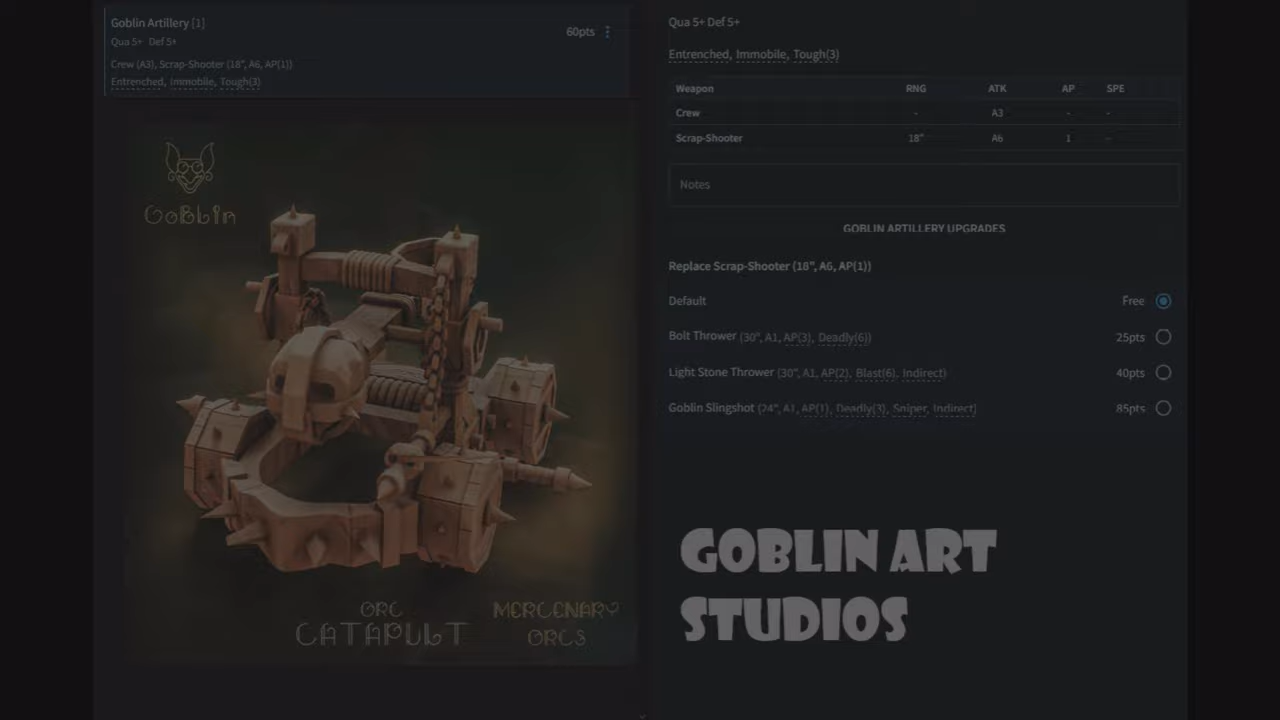 Goblin Artillery [1]
60pts
Qua 5+ Def 5+
Crew (A3), Scrap-Shooter (18", A6, AP(1))
Entrenched, Immobile, Tough(3)
GoBlin
ORC
CATAPULT
MERCENARY
ORCS
Qua 5+ Def 5+
Entrenched, Immobile, Tough(3)
Weapon RNG ATK AP SPE
Crew - A3 - -
Scrap-Shooter 18" A6 1 -
Notes
GOBLIN ARTILLERY UPGRADES
Replace Scrap-Shooter (18", A6, AP(1))
Default Free
Bolt Thrower (30", A1, AP(3), Deadly(6)) 25pts
Light Stone Thrower (30", A1, AP(2), Blast(6), Indirect) 40pts
Goblin Slingshot (24", A1, AP(1), Deadly(3), Sniper, Indirect) 85pts
GOBLIN ART
STUDIOS